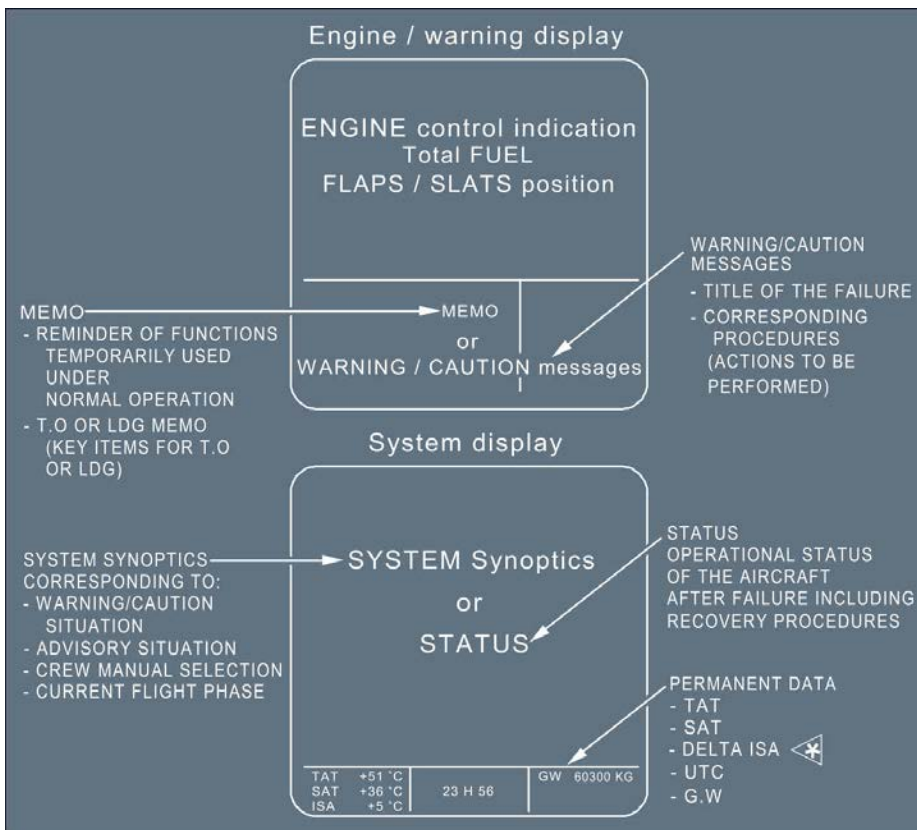 Engine / warning display
ENGINE control indication
Total FUEL
FLAPS / SLATS position
MEMO
or
WARNING / CAUTION messages
MEMO
- REMINDER OF FUNCTIONS
TEMPORARILY USED
UNDER
NORMAL OPERATION
- T.O OR LDG MEMO
(KEY ITEMS FOR T.O
OR LDG)
WARNING/CAUTION
MESSAGES
- TITLE OF THE FAILURE
- CORRESPONDING
PROCEDURES
(ACTIONS TO BE
PERFORMED)
System display
SYSTEM Synoptics
or
STATUS
SYSTEM SYNOPTICS
CORRESPONDING TO:
- WARNING/CAUTION
SITUATION
- ADVISORY SITUATION
- CREW MANUAL SELECTION
- CURRENT FLIGHT PHASE
STATUS
OPERATIONAL STATUS
OF THE AIRCRAFT
AFTER FAILURE INCLUDING
RECOVERY PROCEDURES
PERMANENT DATA
- TAT
- SAT
- DELTA ISA
- UTC
- G.W
TAT +51 °C
SAT +36 °C
ISA +5 °C
23 H 56
GW 60300 KG